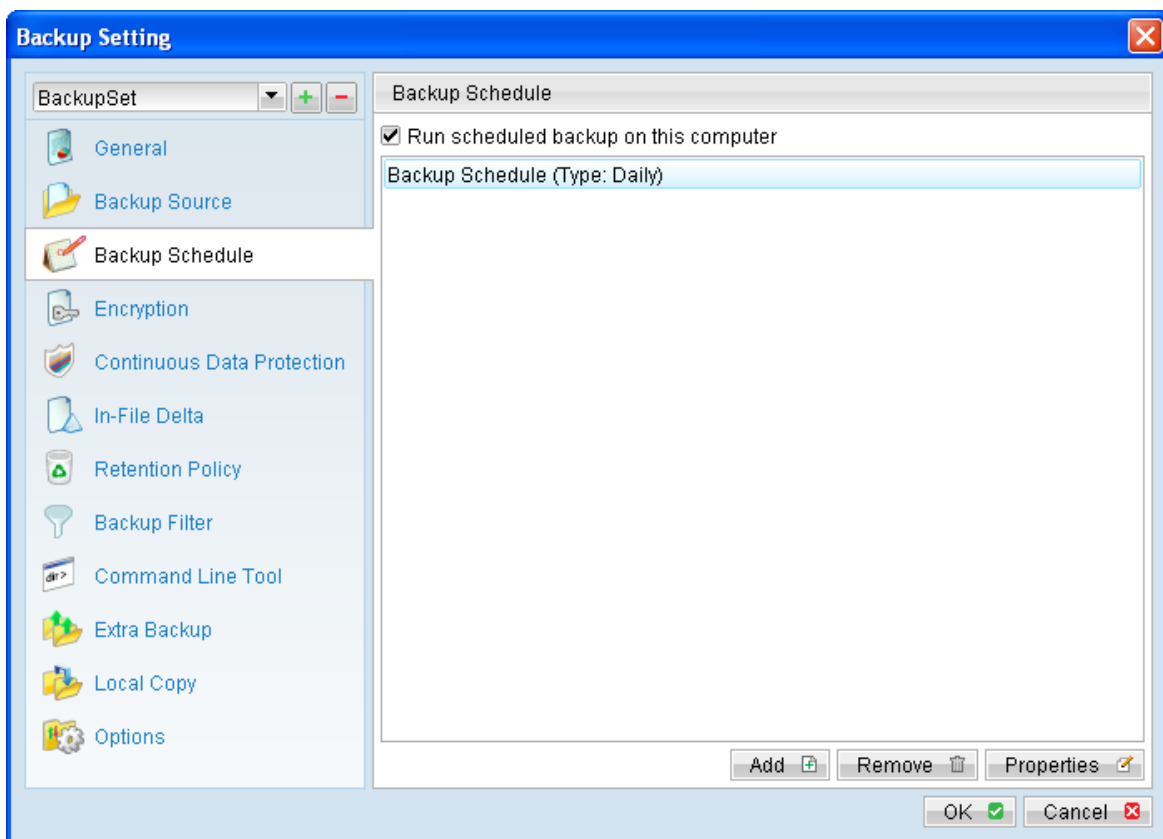 Backup Setting
BackupSet
General
Backup Source
Backup Schedule
Encryption
Continuous Data Protection
In-File Delta
Retention Policy
Backup Filter
dir>
Command Line Tool
Extra Backup
Local Copy
Options
Backup Schedule
Run scheduled backup on this computer
Backup Schedule (Type: Daily)
Add
Remove
Properties
OK
Cancel